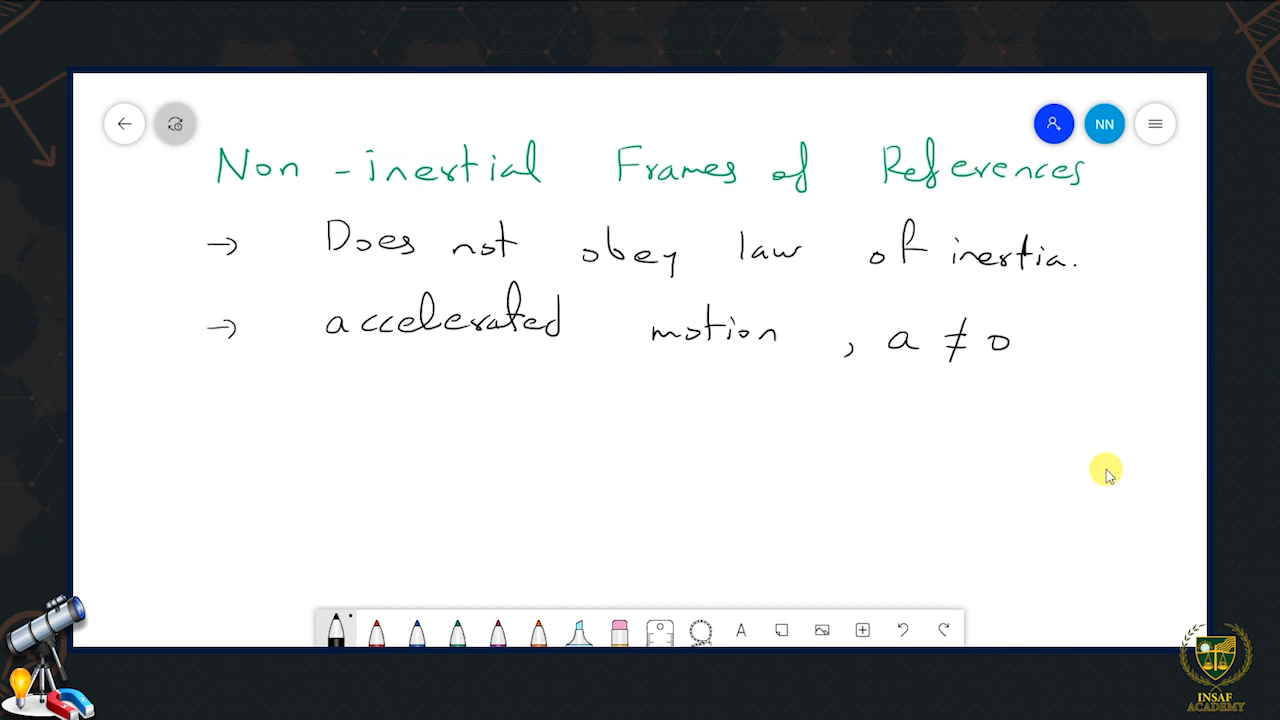 NN
Non-inertial Frames of References
→ Does not obey law of inertia.
→ accelerated motion, a ≠ 0
A
INSAF
ACADEMY